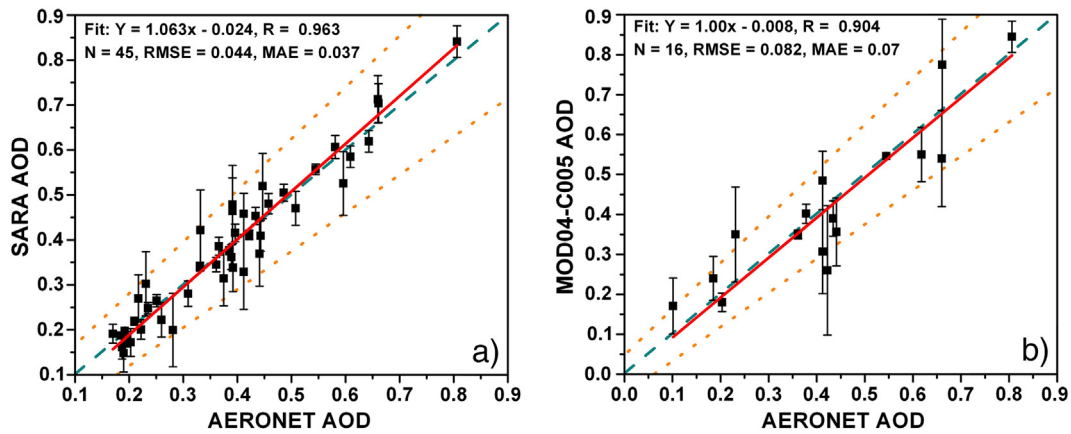 Fit: Y = 1.063x - 0.024, R = 0.963
N = 45, RMSE = 0.044, MAE = 0.037
0.9
0.8
0.7
0.6
0.5
0.4
0.3
0.2
0.1
SARA AOD
0.1 0.2 0.3 0.4 0.5 0.6 0.7 0.8 0.9
AERONET AOD
a)
Fit: Y = 1.00x - 0.008, R = 0.904
N = 16, RMSE = 0.082, MAE = 0.07
0.9
0.8
0.7
0.6
0.5
0.4
0.3
0.2
0.1
0.0
MOD04-C005 AOD
0.0 0.1 0.2 0.3 0.4 0.5 0.6 0.7 0.8 0.9
AERONET AOD
b)